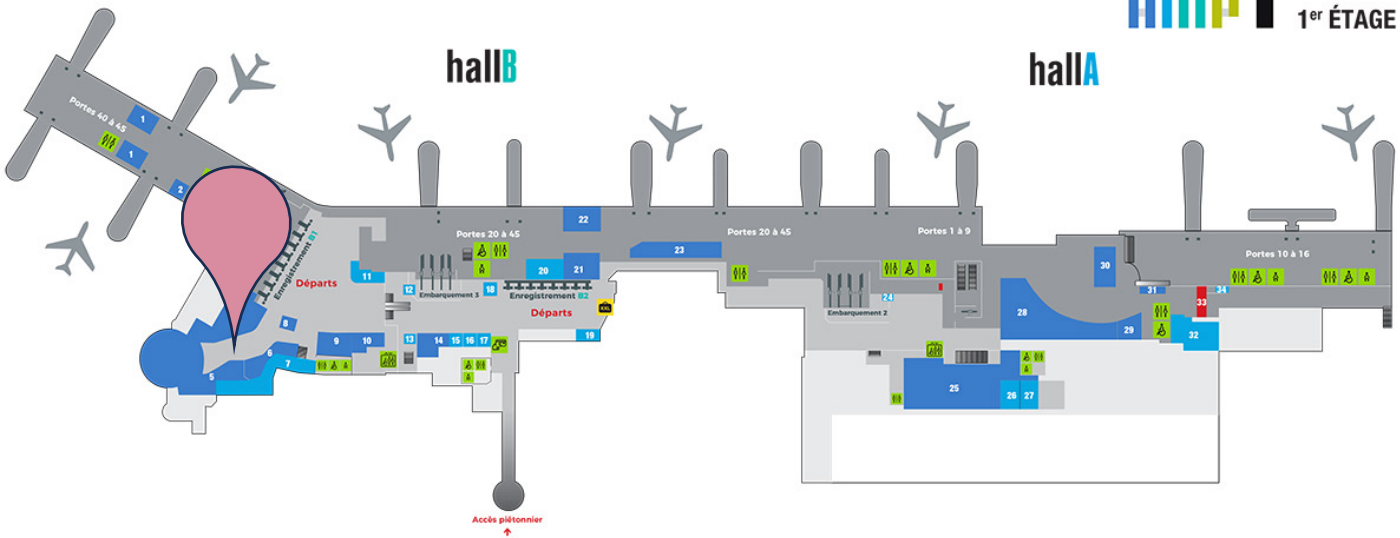 1er ÉTAGE
hallB
hallA
Portes 40 à 45
1
1
2
22
Portes 20 à 45
23
Portes 20 à 45
Portes 1 à 9
30
Portes 10 à 16
Enregistrement B1
Départs
11
20
21
12
Embarquement 3
18
Enregistrement B2
Départs
XXL
24
Embarquement 2
31
33
34
8
9
10
13
14
15
16
17
19
28
29
32
5
6
7
25
26
27
Accès piétonnier